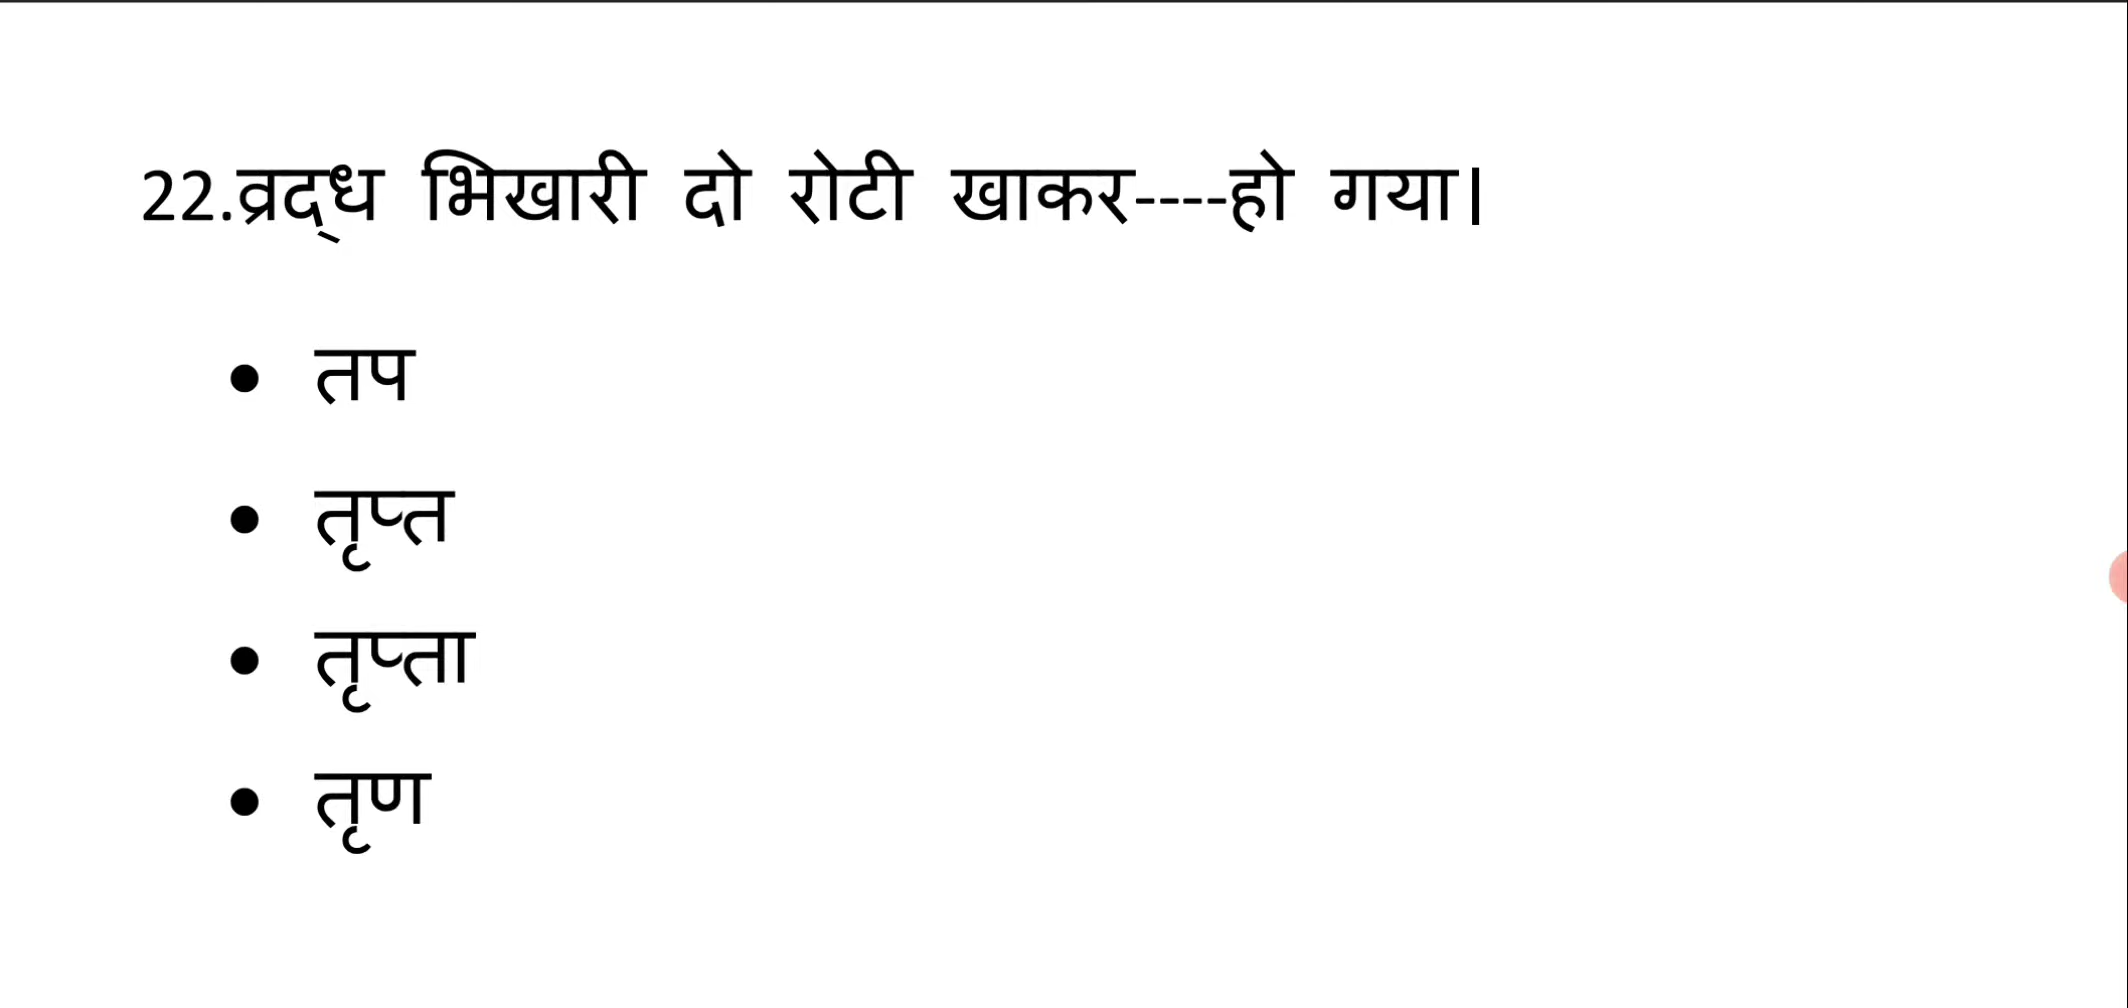 22.व्रद्ध भिखारी दो रोटी खाकर----हो गया।
• तप
• तृप्त
• तृप्ता
• तृण